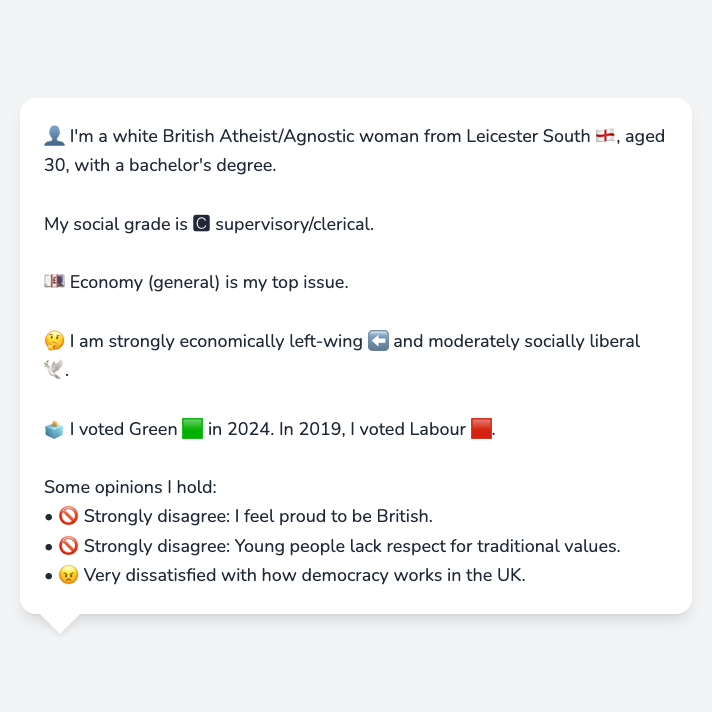 👤 I'm a white British Atheist/Agnostic woman from Leicester South 🏴󠁧󠁢󠁥󠁮󠁧󠁿, aged
30, with a bachelor's degree.
My social grade is 🅲 supervisory/clerical.
💷 Economy (general) is my top issue.
🤔 I am strongly economically left-wing ⬅️ and moderately socially liberal
🕊️.
🗳️ I voted Green 🟩 in 2024. In 2019, I voted Labour 🟥.
Some opinions I hold:
• 🚫 Strongly disagree: I feel proud to be British.
• 🚫 Strongly disagree: Young people lack respect for traditional values.
• 😠 Very dissatisfied with how democracy works in the UK.